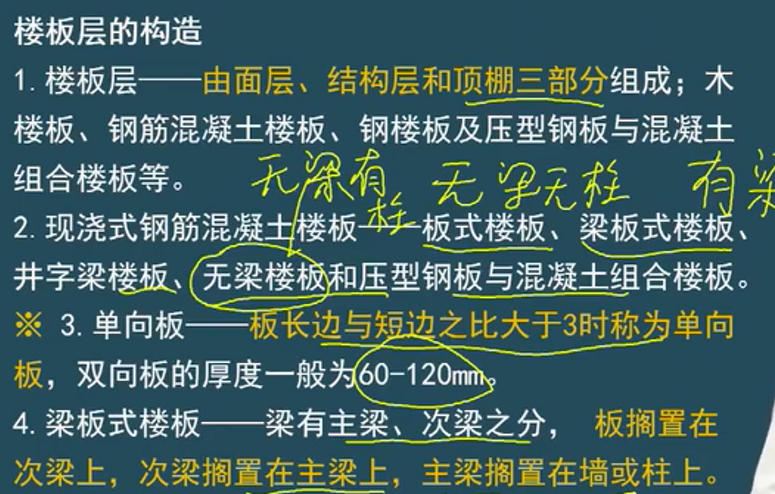 楼板层的构造
1.楼板层——由面层、结构层和顶棚三部分组成；木
楼板、钢筋混凝土楼板、钢楼板及压型钢板与混凝土
组合楼板等。
无梁有柱 无梁无柱 有梁
2.现浇式钢筋混凝土楼板——板式楼板、梁板式楼板、
井字梁楼板、无梁楼板和压型钢板与混凝土组合楼板。
※ 3.单向板——板长边与短边之比大于3时称为单向
板，双向板的厚度一般为60-120mm。
4.梁板式楼板——梁有主梁、次梁之分， 板搁置在
次梁上，次梁搁置在主梁上，主梁搁置在墙或柱上。